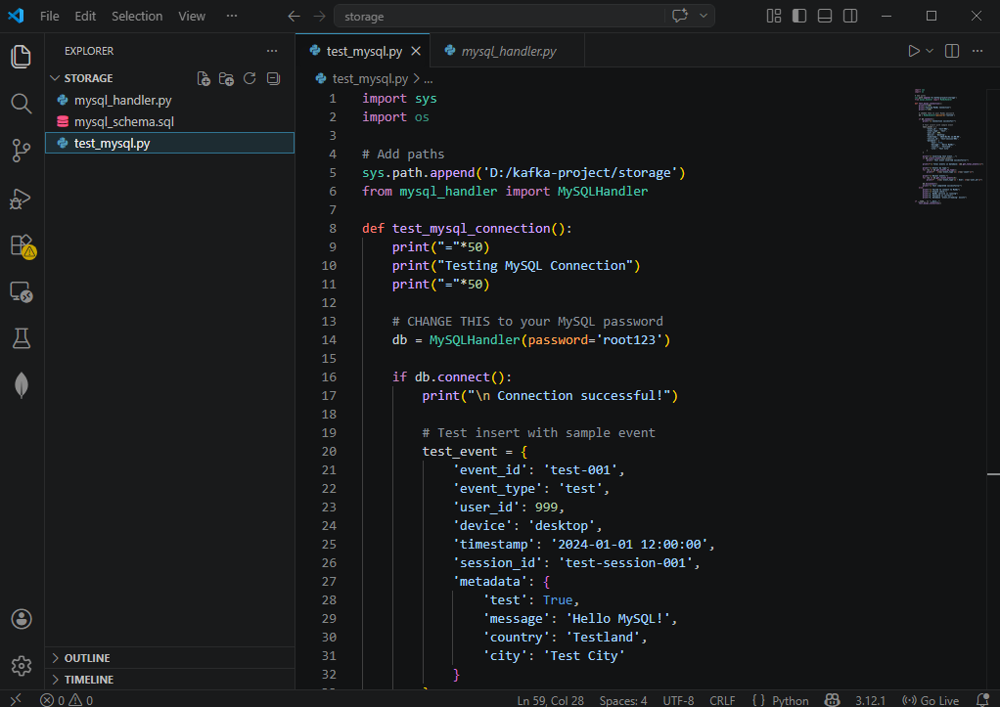 File Edit Selection View ··· storage
EXPLORER ···
STORAGE
mysql_handler.py
mysql_schema.sql
test_mysql.py
OUTLINE
TIMELINE
test_mysql.py mysql_handler.py ···
test_mysql.py > ...
1 import sys
2 import os
3
4 # Add paths
5 sys.path.append('D:/kafka-project/storage')
6 from mysql_handler import MySQLHandler
7
8 def test_mysql_connection():
9 print("="*50)
10 print("Testing MySQL Connection")
11 print("="*50)
12
13 # CHANGE THIS to your MySQL password
14 db = MySQLHandler(password='root123')
15
16 if db.connect():
17 print("\n Connection successful!")
18
19 # Test insert with sample event
20 test_event = {
21 'event_id': 'test-001',
22 'event_type': 'test',
23 'user_id': 999,
24 'device': 'desktop',
25 'timestamp': '2024-01-01 12:00:00',
26 'session_id': 'test-session-001',
27 'metadata': {
28 'test': True,
29 'message': 'Hello MySQL!',
30 'country': 'Testland',
31 'city': 'Test City'
32 }
0 0 Ln 59, Col 28 Spaces: 4 UTF-8 CRLF { } Python 3.12.1 Go Live